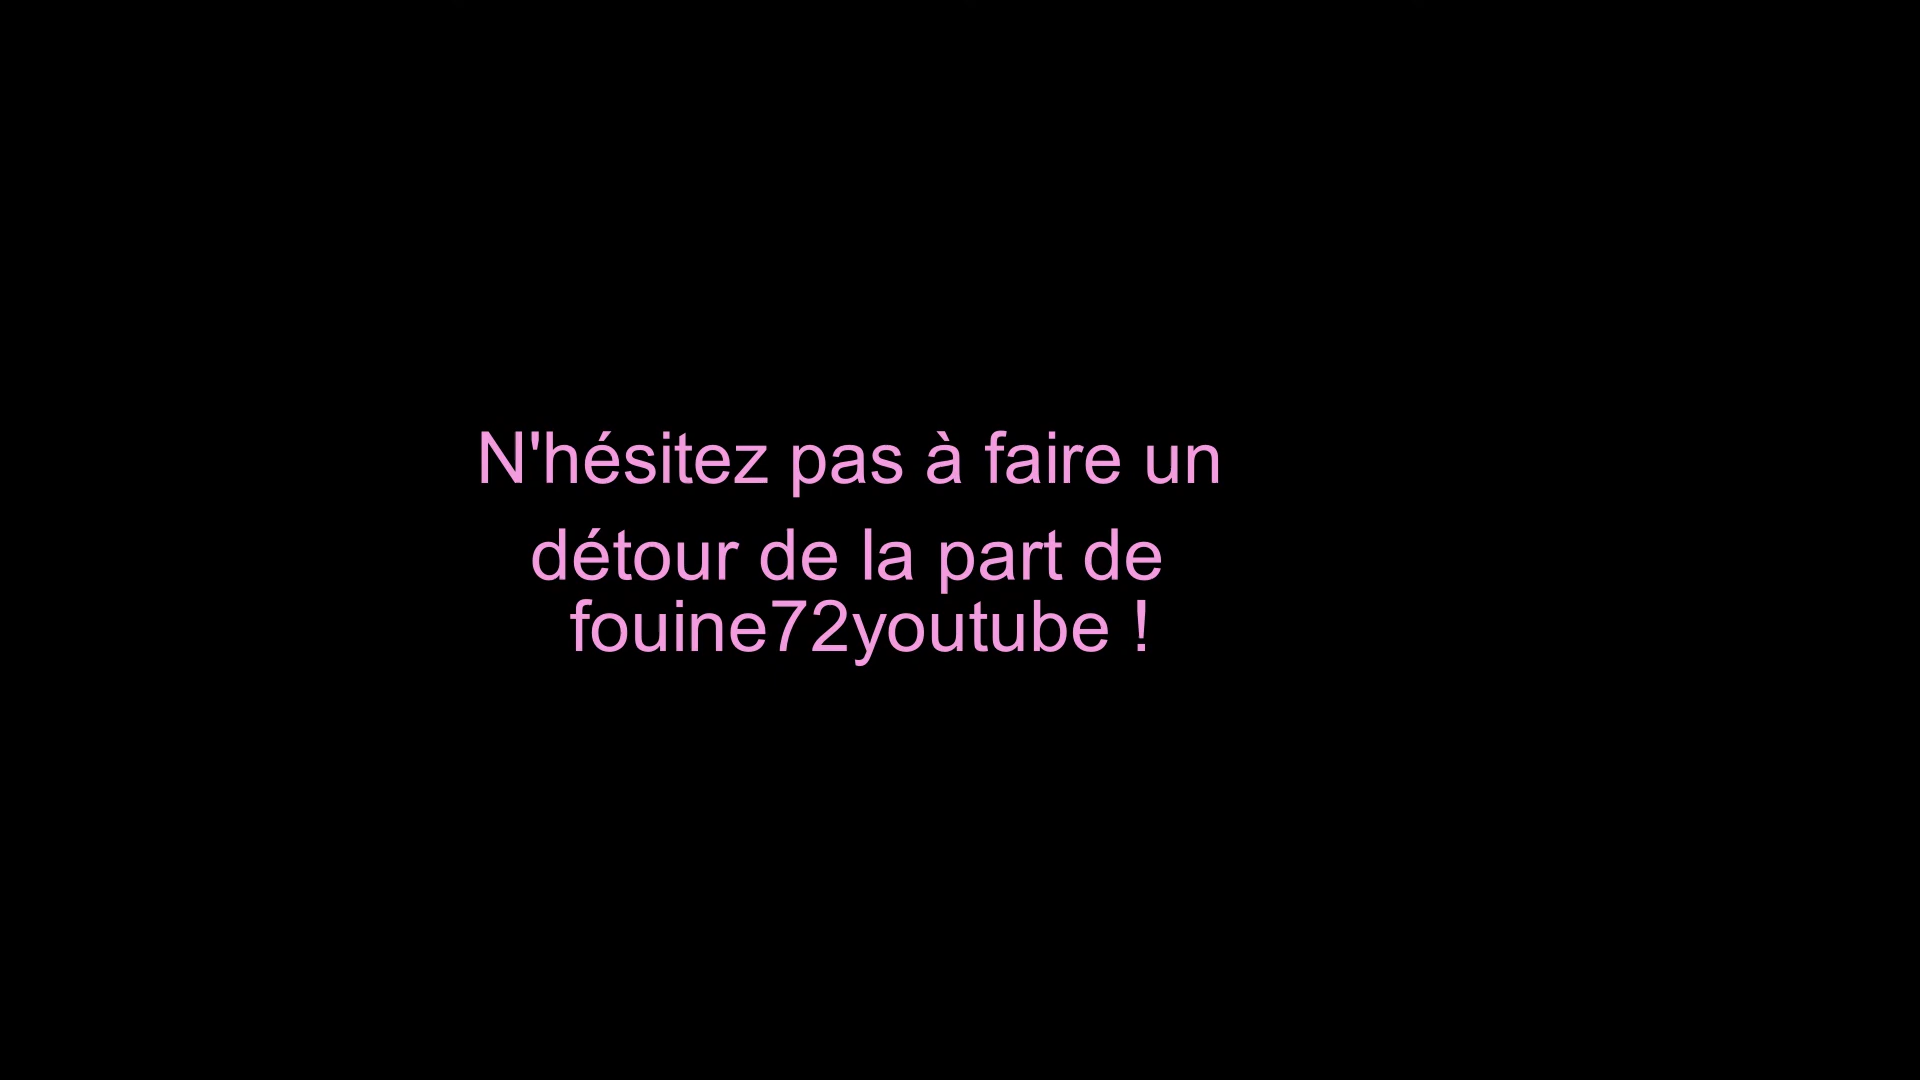 N'hésitez pas à faire un
détour de la part de
fouine72youtube !